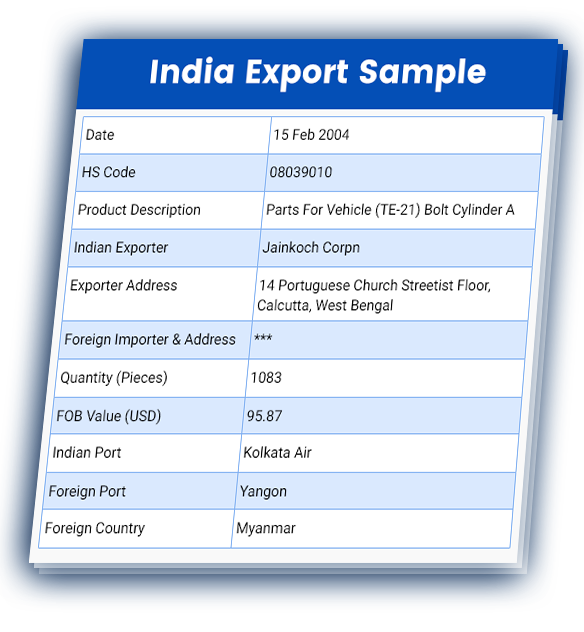 India Export Sample
Date 15 Feb 2004
HS Code 08039010
Product Description Parts For Vehicle (TE-21) Bolt Cylinder A
Indian Exporter Jainkoch Corpn
Exporter Address 14 Portuguese Church Streetist Floor,
Calcutta, West Bengal
Foreign Importer & Address ***
Quantity (Pieces) 1083
FOB Value (USD) 95.87
Indian Port Kolkata Air
Foreign Port Yangon
Foreign Country Myanmar